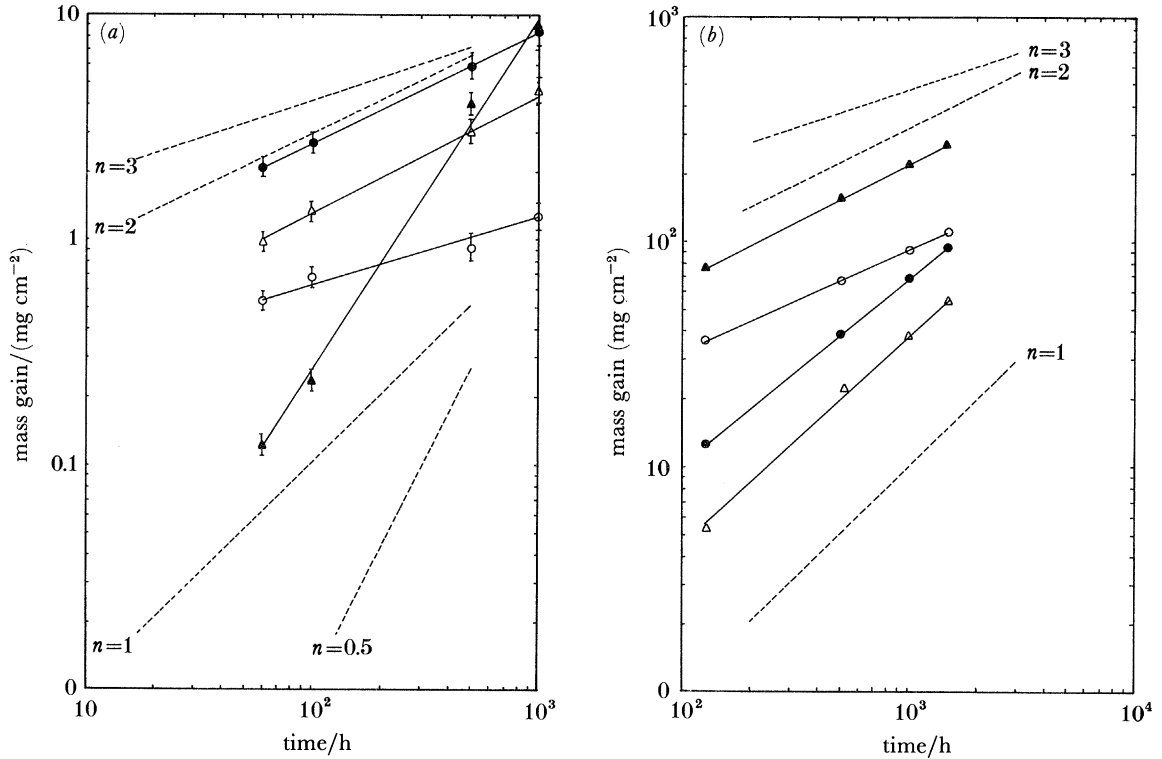 (a)
10
1
0.1
0
mass gain/(mg cm⁻²)
n=3
n=2
n=1
n=0.5
10
10²
10³
time/h
(b)
10³
10²
10
0
mass gain (mg cm⁻²)
n=3
n=2
n=1
10²
10³
10⁴
time/h